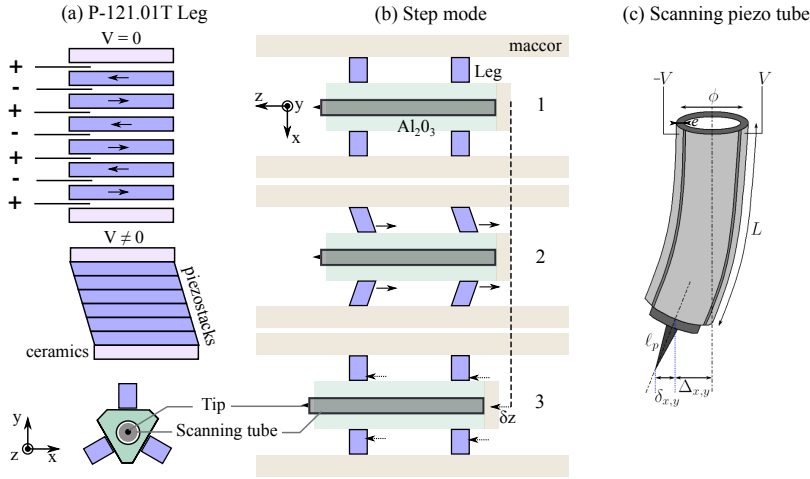 (a) P-121.01T Leg
V = 0
+
-
+
-
+
-
+
V ≠ 0
piezostacks
ceramics
y
z
x
Tip
Scanning tube
(b) Step mode
maccor
Leg
z
y
x
Al₂0₃
1
2
3
δz
(c) Scanning piezo tube
-V
ϕ
V
e
L
ℓₚ
δx,y
Δx,y